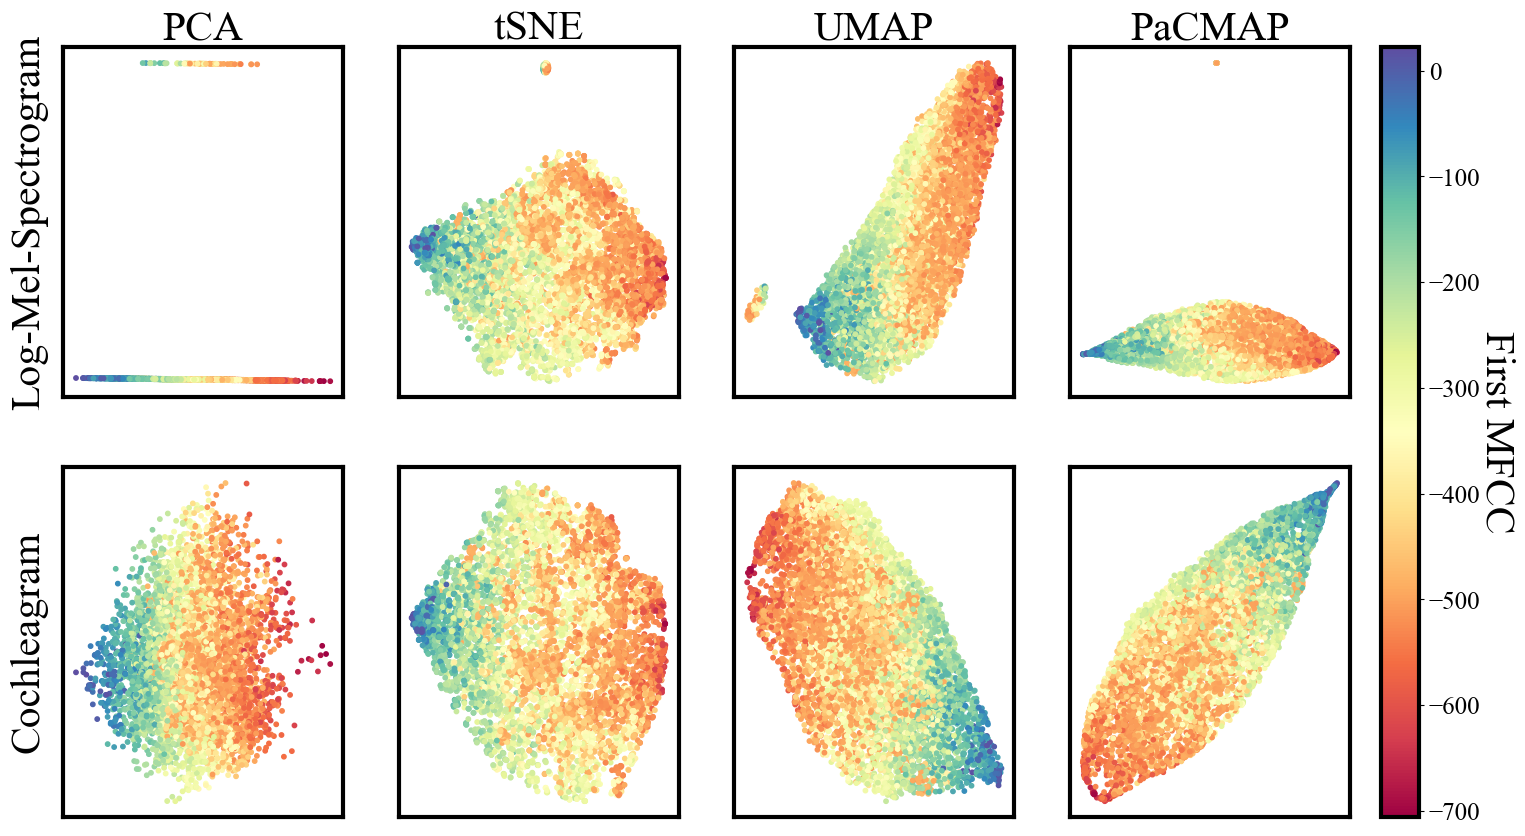 PCA
tSNE
UMAP
PaCMAP
Log-Mel-Spectrogram
Cochleagram
0
−100
−200
−300
−400
−500
−600
−700
First MFCC